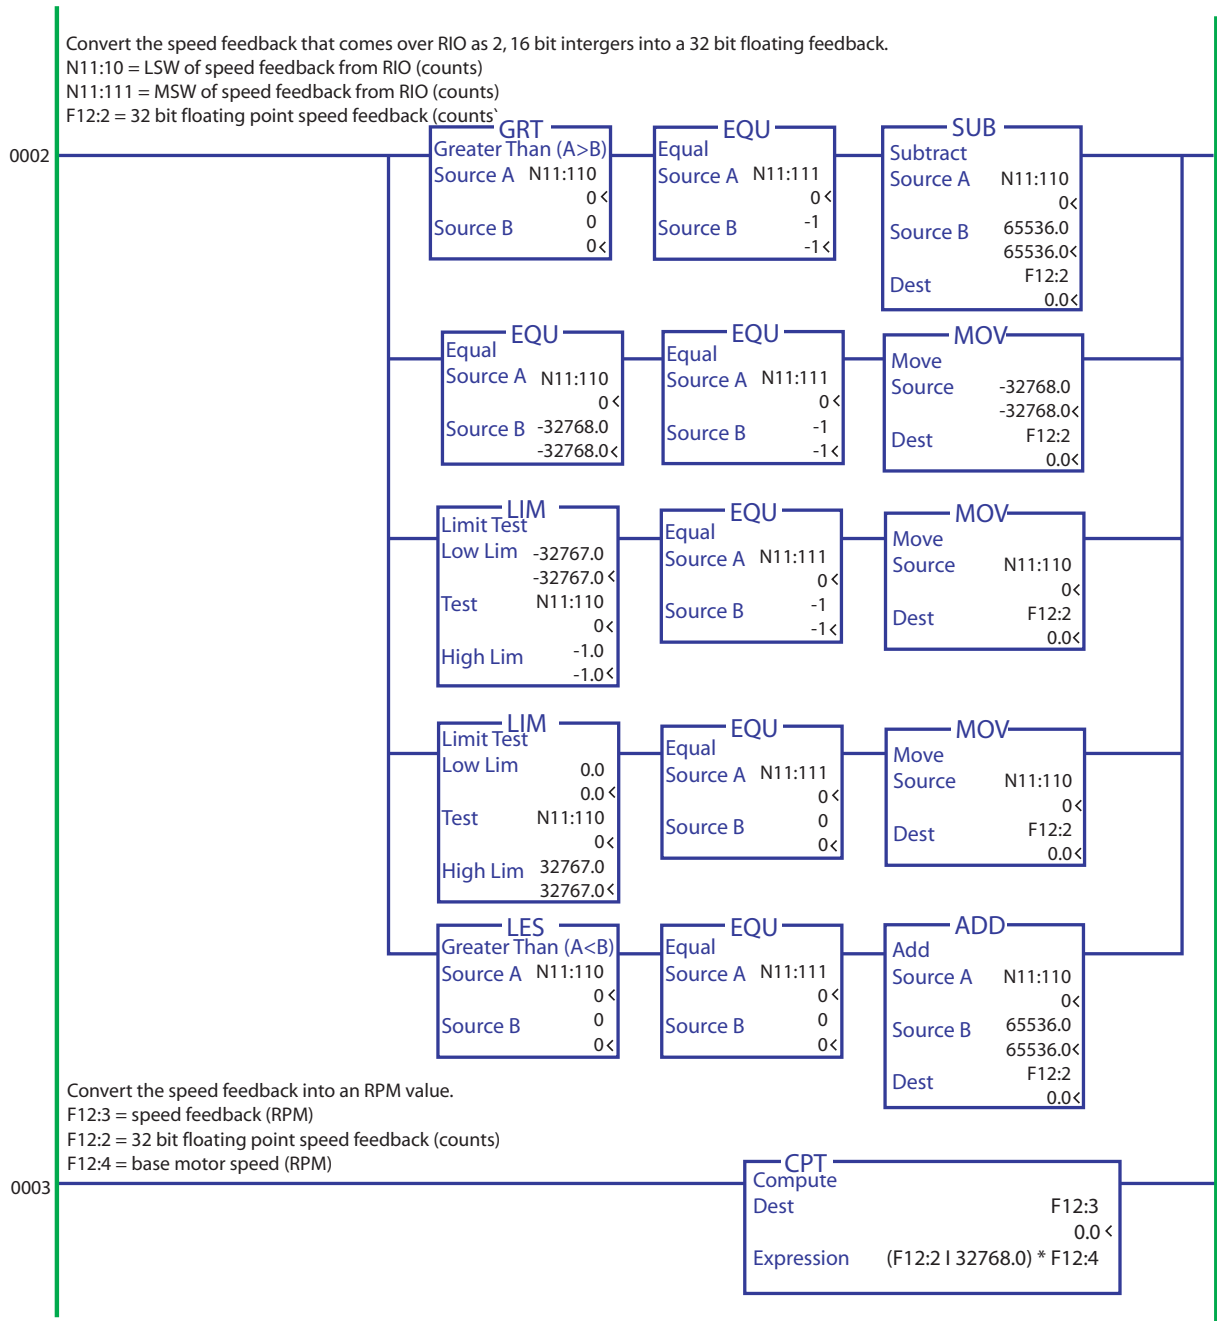 Convert the speed feedback that comes over RIO as 2, 16 bit intergers into a 32 bit floating feedback.
N11:10 = LSW of speed feedback from RIO (counts)
N11:111 = MSW of speed feedback from RIO (counts)
F12:2 = 32 bit floating point speed feedback (counts)
0002
GRT
Greater Than (A>B)
Source A N11:110
0<
Source B 0
0<
EQU
Equal
Source A N11:111
0<
Source B -1
-1<
SUB
Subtract
Source A N11:110
0<
Source B 65536.0
65536.0<
Dest F12:2
0.0<
EQU
Equal
Source A N11:110
0<
Source B -32768.0
-32768.0<
EQU
Equal
Source A N11:111
0<
Source B -1
-1<
MOV
Move
Source -32768.0
-32768.0<
Dest F12:2
0.0<
LIM
Limit Test
Low Lim -32767.0
-32767.0<
Test N11:110
0<
High Lim -1.0
-1.0<
EQU
Equal
Source A N11:111
0<
Source B -1
-1<
MOV
Move
Source N11:110
0<
Dest F12:2
0.0<
LIM
Limit Test
Low Lim 0.0
0.0<
Test N11:110
0<
High Lim 32767.0
32767.0<
EQU
Equal
Source A N11:111
0<
Source B 0
0<
MOV
Move
Source N11:110
0<
Dest F12:2
0.0<
LES
Greater Than (A<B)
Source A N11:110
0<
Source B 0
0<
EQU
Equal
Source A N11:111
0<
Source B 0
0<
ADD
Add
Source A N11:110
0<
Source B 65536.0
65536.0<
Dest F12:2
0.0<
Convert the speed feedback into an RPM value.
F12:3 = speed feedback (RPM)
F12:2 = 32 bit floating point speed feedback (counts)
F12:4 = base motor speed (RPM)
0003
CPT
Compute
Dest F12:3
0.0<
Expression (F12:2 I 32768.0) * F12:4